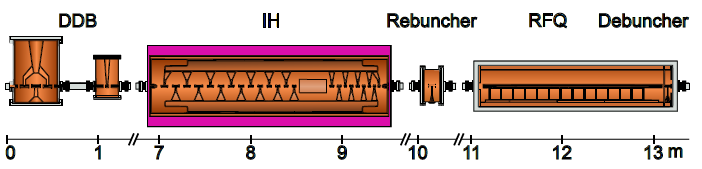 DDB IH Rebuncher RFQ Debuncher
0 1 7 8 9 10 11 12 13 m